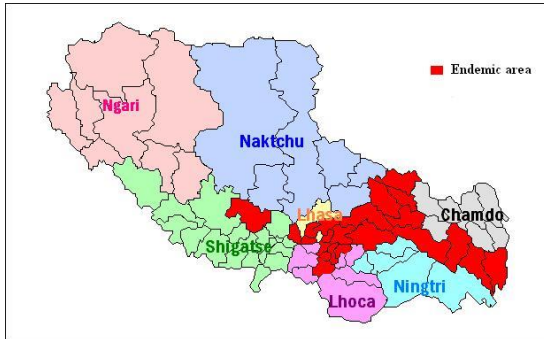 Endemic area
Ngari
Naktchu
Lhasa
Chamdo
Shigatse
Ningtri
Lhoca